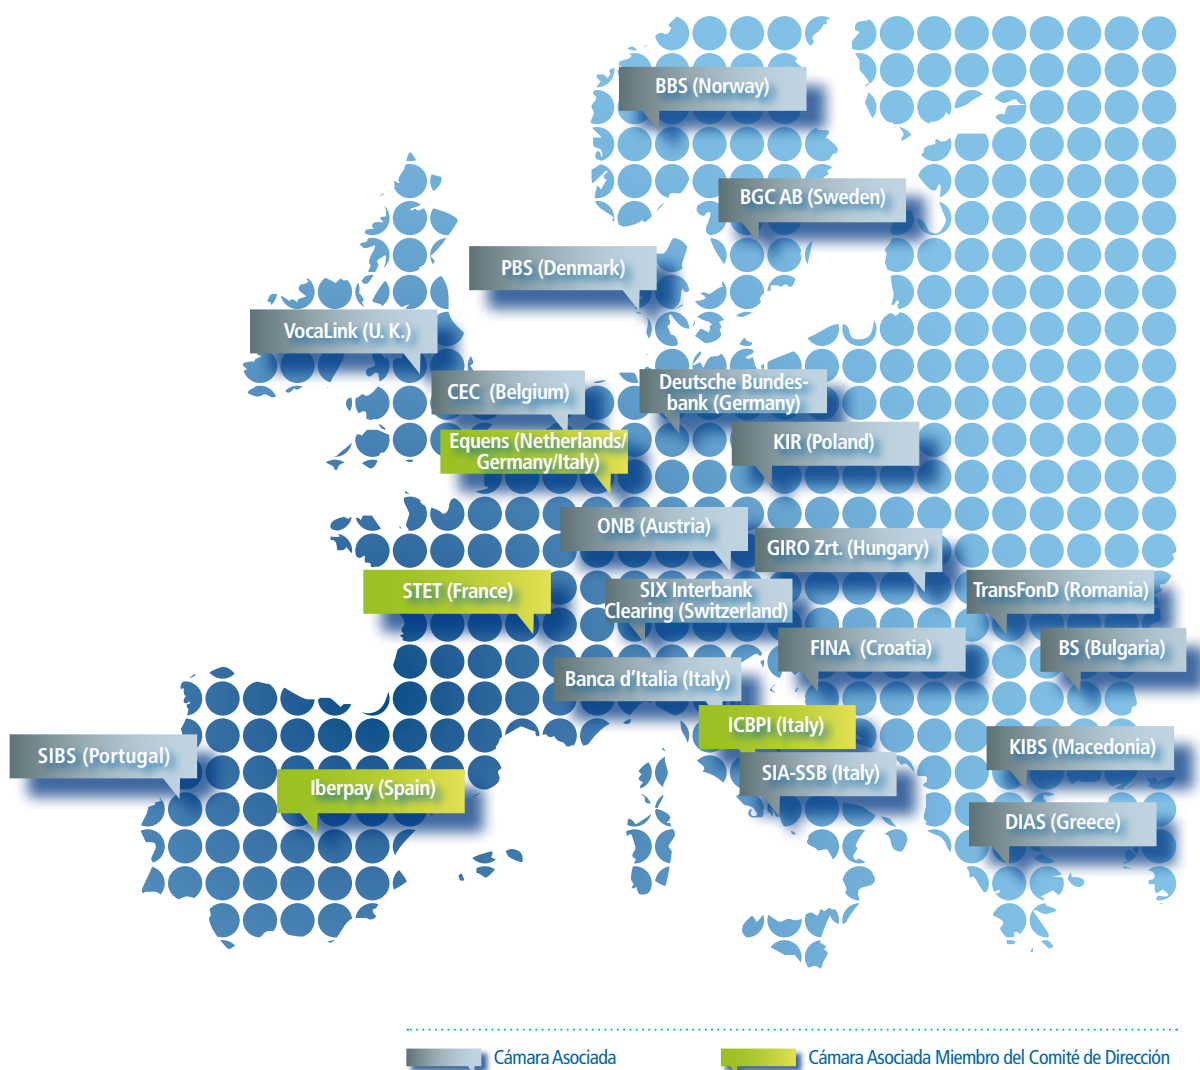 BBS (Norway)
BGC AB (Sweden)
PBS (Denmark)
VocaLink (U. K.)
CEC (Belgium)
Deutsche Bundes-
bank (Germany)
Equens (Netherlands/
Germany/Italy)
KIR (Poland)
ONB (Austria)
GIRO Zrt. (Hungary)
STET (France)
SIX Interbank
Clearing (Switzerland)
TransFonD (Romania)
FINA (Croatia)
BS (Bulgaria)
Banca d’Italia (Italy)
ICBPI (Italy)
SIBS (Portugal)
KIBS (Macedonia)
Iberpay (Spain)
SIA-SSB (Italy)
DIAS (Greece)
Cámara Asociada
Cámara Asociada Miembro del Comité de Dirección